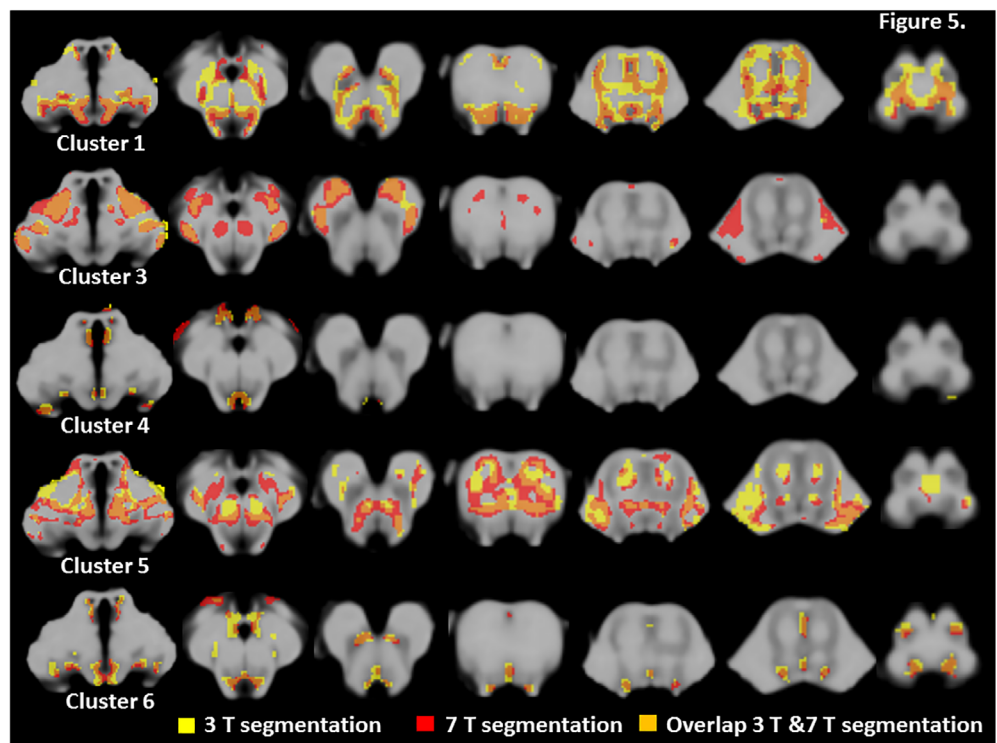 Figure 5.
Cluster 1
Cluster 3
Cluster 4
Cluster 5
Cluster 6
3 T segmentation
7 T segmentation
Overlap 3 T &7 T segmentation